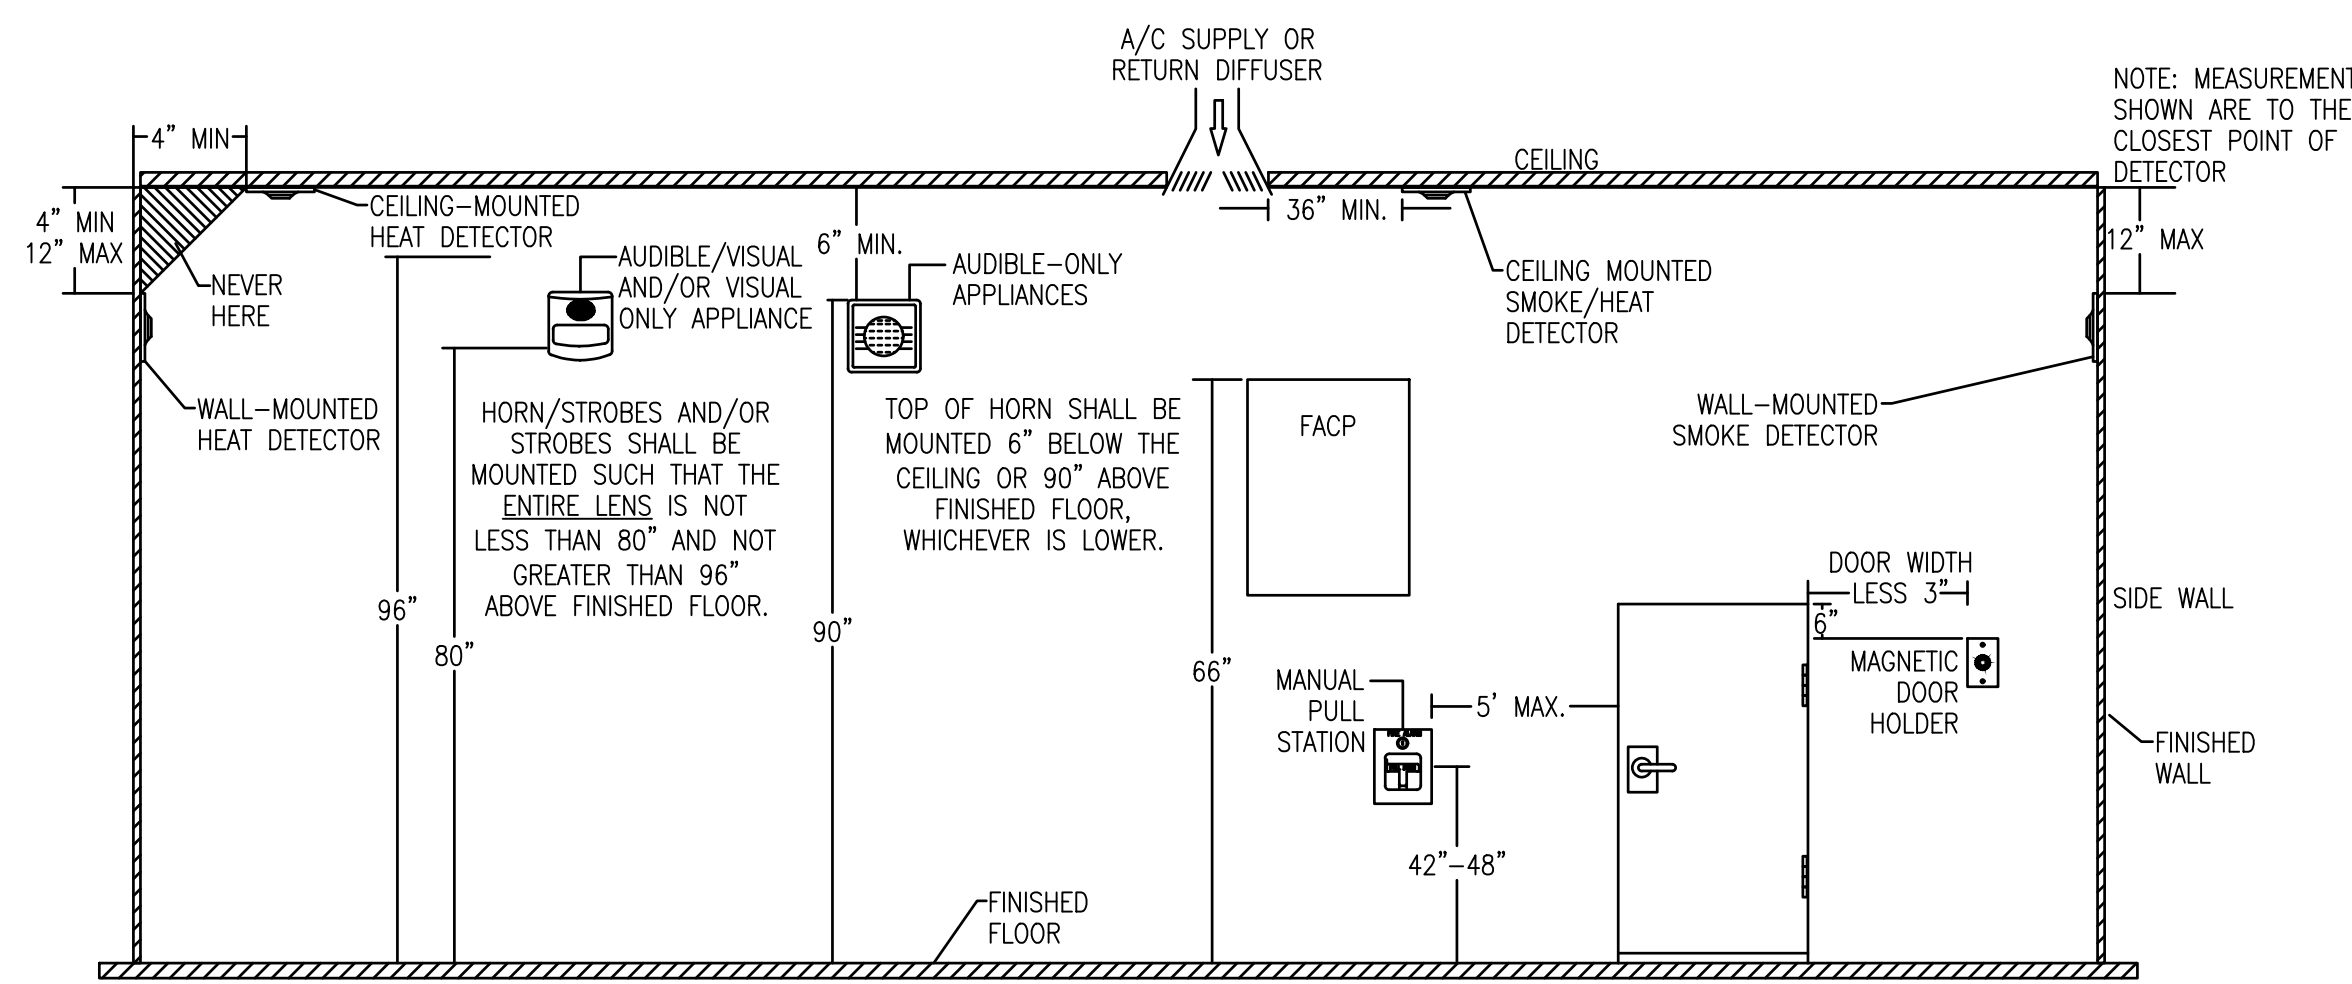 A/C SUPPLY OR
RETURN DIFFUSER
NOTE: MEASUREMENT
SHOWN ARE TO THE
CLOSEST POINT OF
DETECTOR
4” MIN
CEILING
4” MIN
12” MAX
CEILING-MOUNTED
HEAT DETECTOR
NEVER
HERE
AUDIBLE/VISUAL
AND/OR VISUAL
ONLY APPLIANCE
6” MIN.
AUDIBLE-ONLY
APPLIANCES
36” MIN.
CEILING MOUNTED
SMOKE/HEAT
DETECTOR
12” MAX
WALL-MOUNTED
HEAT DETECTOR
HORN/STROBES AND/OR
STROBES SHALL BE
MOUNTED SUCH THAT THE
ENTIRE LENS IS NOT
LESS THAN 80” AND NOT
GREATER THAN 96”
ABOVE FINISHED FLOOR.
TOP OF HORN SHALL BE
MOUNTED 6” BELOW THE
CEILING OR 90” ABOVE
FINISHED FLOOR,
WHICHEVER IS LOWER.
FACP
WALL-MOUNTED
SMOKE DETECTOR
96”
80”
90”
66”
DOOR WIDTH
LESS 3”
6”
SIDE WALL
MANUAL
PULL
STATION
5' MAX.
MAGNETIC
DOOR
HOLDER
FINISHED
WALL
42”-48”
FINISHED
FLOOR